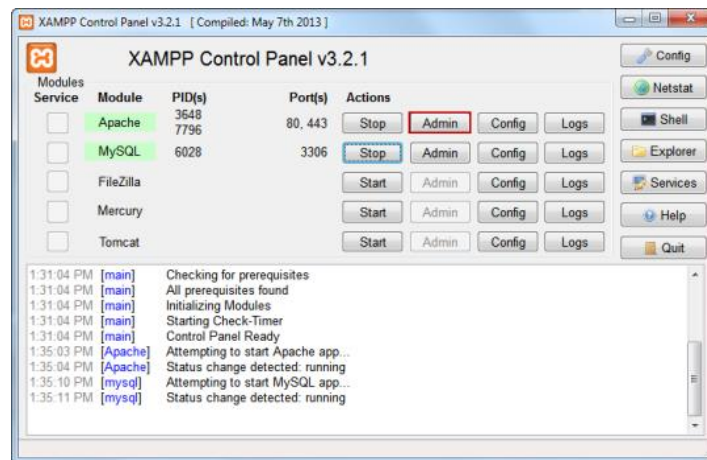 XAMPP Control Panel v3.2.1 [ Compiled: May 7th 2013 ]
XAMPP Control Panel v3.2.1
Config
Modules
Service Module PID(s) Port(s) Actions
Netstat
Apache 3648 7796 80, 443 Stop Admin Config Logs
Shell
MySQL 6028 3306 Stop Admin Config Logs
Explorer
FileZilla Start Admin Config Logs
Services
Mercury Start Admin Config Logs
Help
Tomcat Start Admin Config Logs
Quit
1:31:04 PM [main] Checking for prerequisites
1:31:04 PM [main] All prerequisites found
1:31:04 PM [main] Initializing Modules
1:31:04 PM [main] Starting Check-Timer
1:31:04 PM [main] Control Panel Ready
1:35:03 PM [Apache] Attempting to start Apache app...
1:35:04 PM [Apache] Status change detected: running
1:35:10 PM [mysql] Attempting to start MySQL app...
1:35:11 PM [mysql] Status change detected: running